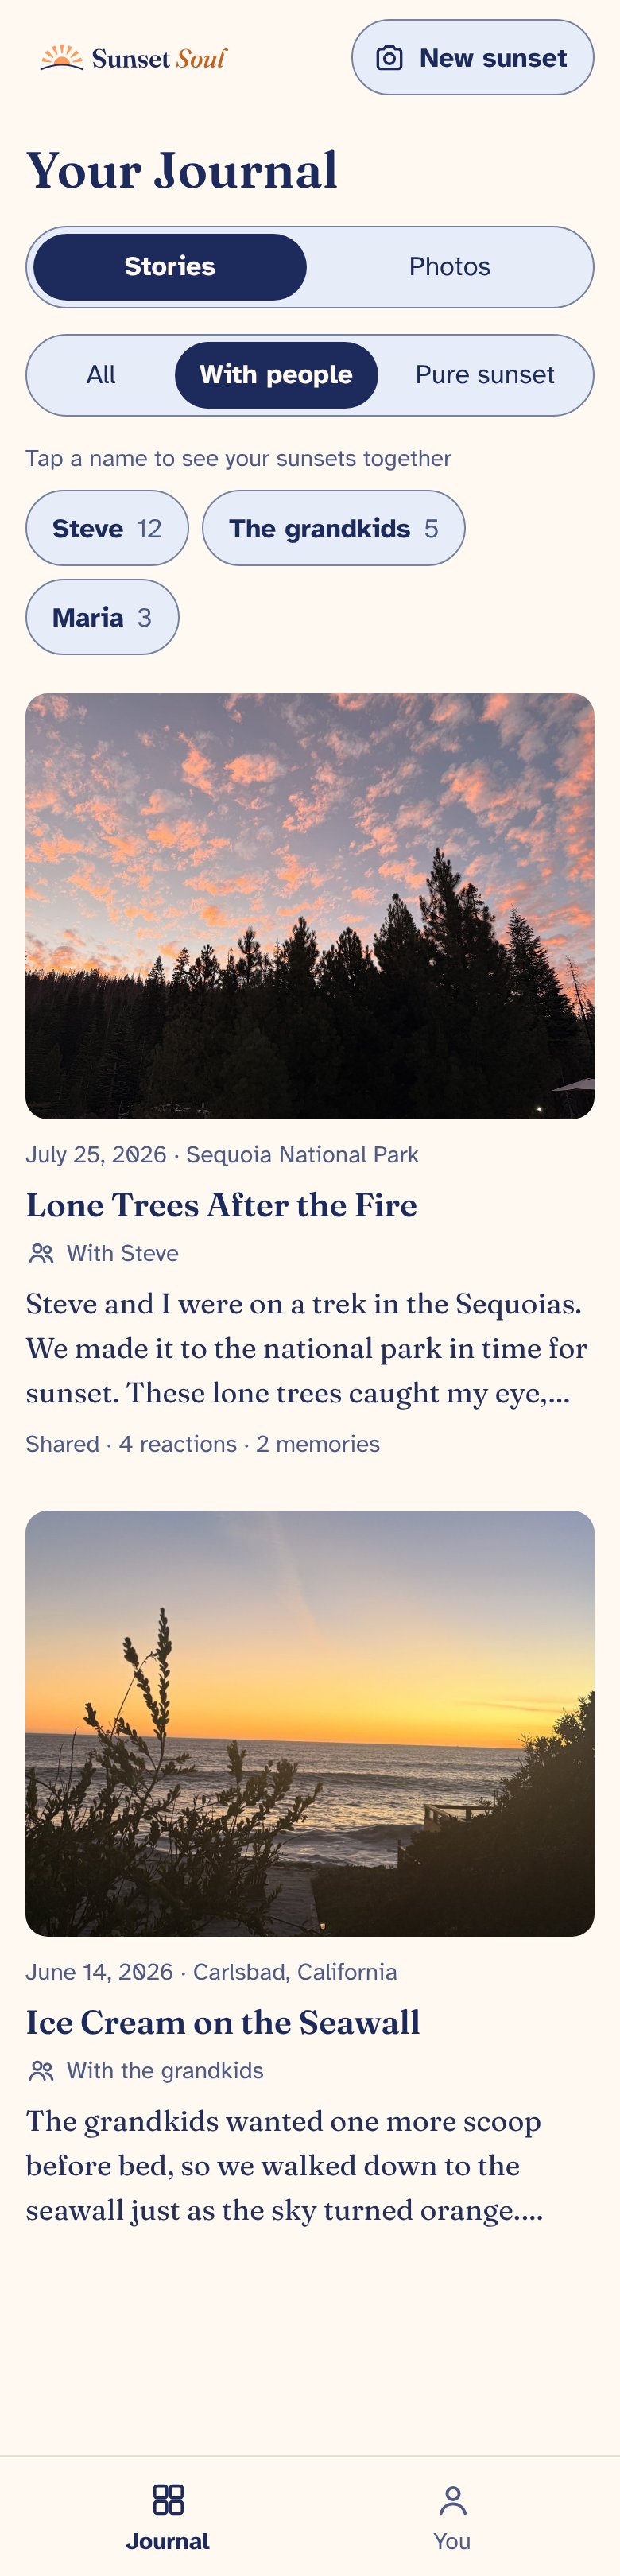 Sunset Soul
New sunset
Your Journal
Stories
Photos
All
With people
Pure sunset
Tap a name to see your sunsets together
Steve 12
The grandkids 5
Maria 3
July 25, 2026 · Sequoia National Park
Lone Trees After the Fire
With Steve
Steve and I were on a trek in the Sequoias.
We made it to the national park in time for
sunset. These lone trees caught my eye,...
Shared · 4 reactions · 2 memories
June 14, 2026 · Carlsbad, California
Ice Cream on the Seawall
With the grandkids
The grandkids wanted one more scoop
before bed, so we walked down to the
seawall just as the sky turned orange....
Journal
You